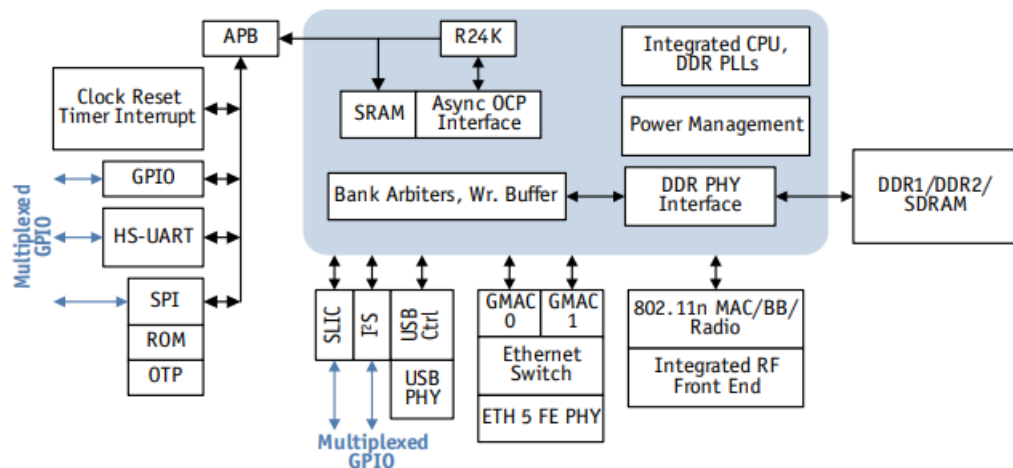 APB
R24K
Integrated CPU,
DDR PLLs
Clock Reset
Timer Interrupt
SRAM
Async OCP
Interface
Power Management
GPIO
Bank Arbiters, Wr. Buffer
DDR PHY
Interface
DDR1/DDR2/
SDRAM
Multiplexed
GPIO
HS-UART
SPI
ROM
OTP
SLIC
I²S
USB
Ctrl
USB
PHY
GMAC
0
GMAC
1
Ethernet
Switch
ETH 5 FE PHY
802.11n MAC/BB/
Radio
Integrated RF
Front End
Multiplexed
GPIO